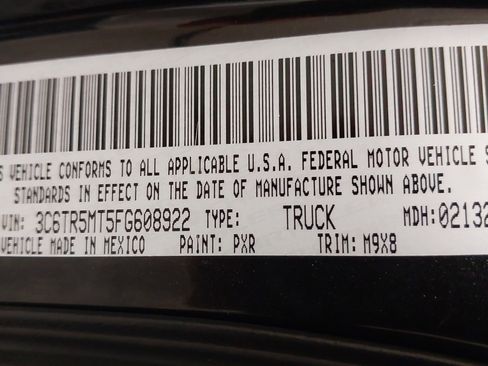 S VEHICLE CONFORMS TO ALL APPLICABLE U.S.A. FEDERAL MOTOR VEHICLE S
STANDARDS IN EFFECT ON THE DATE OF MANUFACTURE SHOWN ABOVE.
VIN: 3C6TR5MT5FG608922 TYPE: TRUCK MDH:02132
VEHICLE MADE IN MEXICO PAINT: PXR TRIM: M9X8